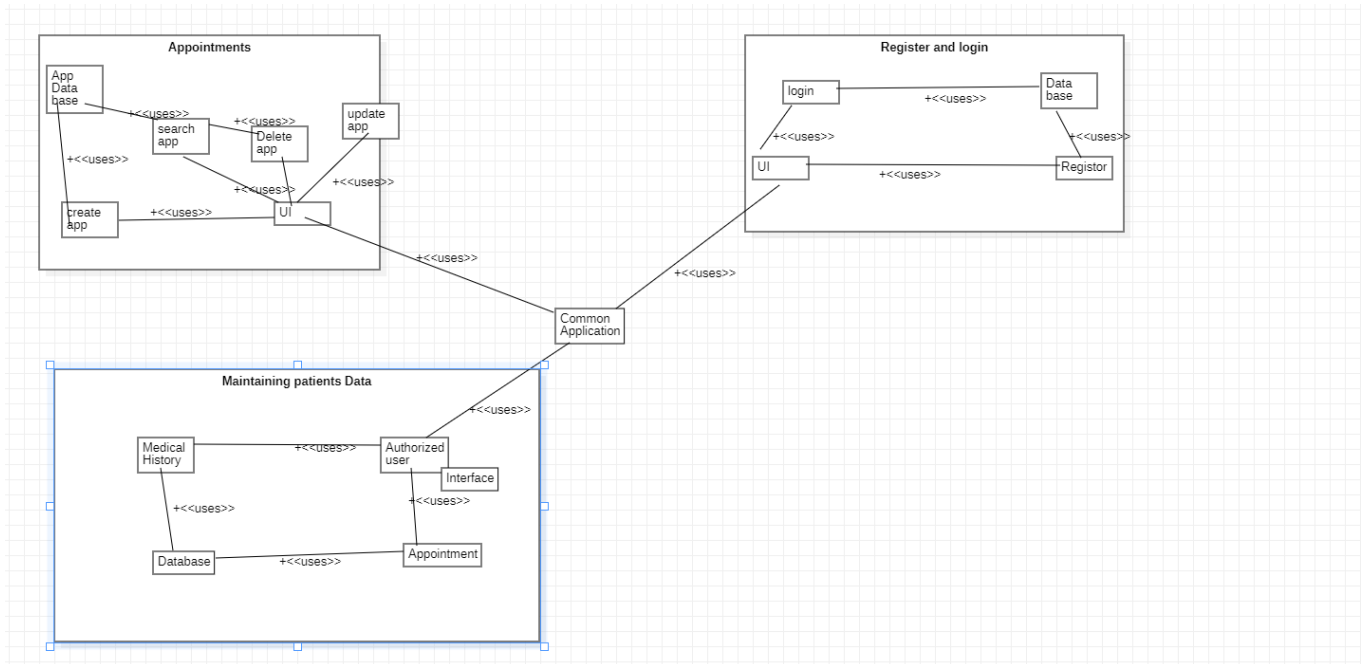 Appointments
App
Data
base
+<<uses>>
search
app
+<<uses>>
Delete
app
update
app
+<<uses>>
+<<uses>>
+<<uses>>
create
app
+<<uses>>
UI
+<<uses>>
Register and login
login
+<<uses>>
Data
base
+<<uses>>
+<<uses>>
UI
+<<uses>>
Registor
+<<uses>>
Common
Application
Maintaining patients Data
+<<uses>>
Medical
History
+<<uses>>
Authorized
user
Interface
+<<uses>>
+<<uses>>
Database
+<<uses>>
Appointment